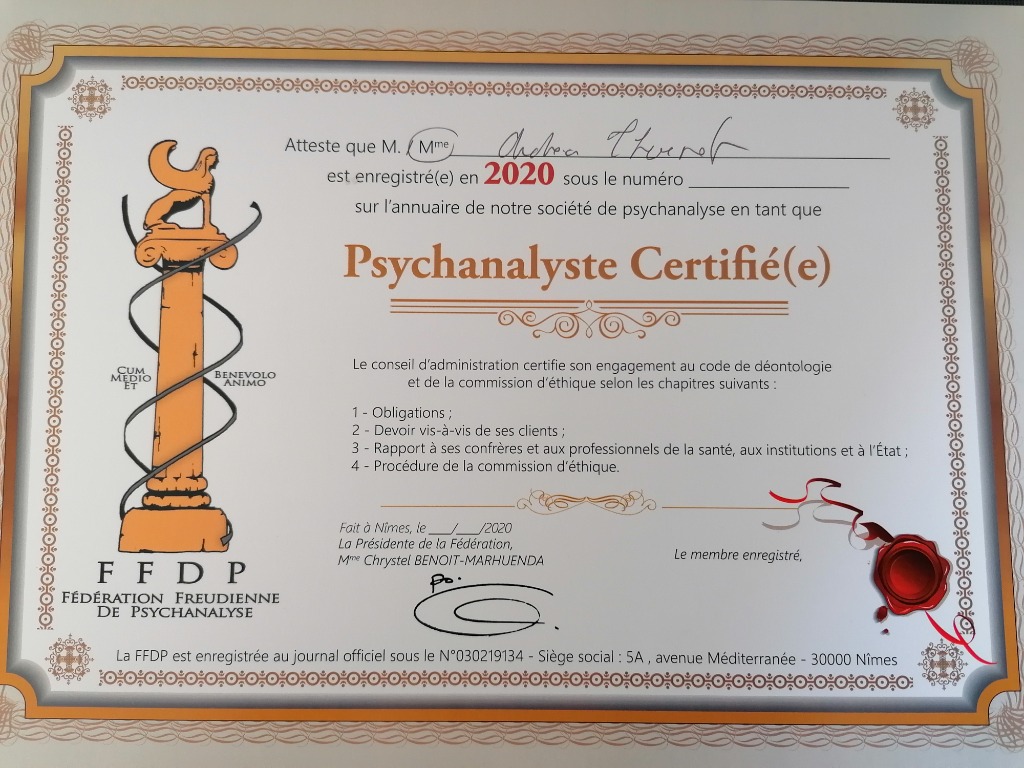 Atteste que M. Mme Andrea
est enregistré(e) en 2020 sous le numéro
sur l'annuaire de notre société de psychanalyse en tant que
Psychanalyste Certifié(e)
Le conseil d'administration certifie son engagement au code de déontologie
et de la commission d'éthique selon les chapitres suivants :
1 - Obligations ;
2 - Devoir vis-à-vis de ses clients ;
3 - Rapport à ses confrères et aux professionnels de la santé, aux institutions et à l'État ;
4 - Procédure de la commission d'éthique.
CUM
MEDIO
ET
BENEVOLO
ANIMO
FFDP
FÉDÉRATION FREUDIENNE
DE PSYCHANALYSE
Fait à Nîmes, le ___/___/2020
La Présidente de la Fédération,
Mme Chrystel BENOIT-MARHUENDA
po.
Le membre enregistré,
La FFDP est enregistrée au journal officiel sous le N°030219134 - Siège social : 5A , avenue Méditerranée - 30000 Nîmes